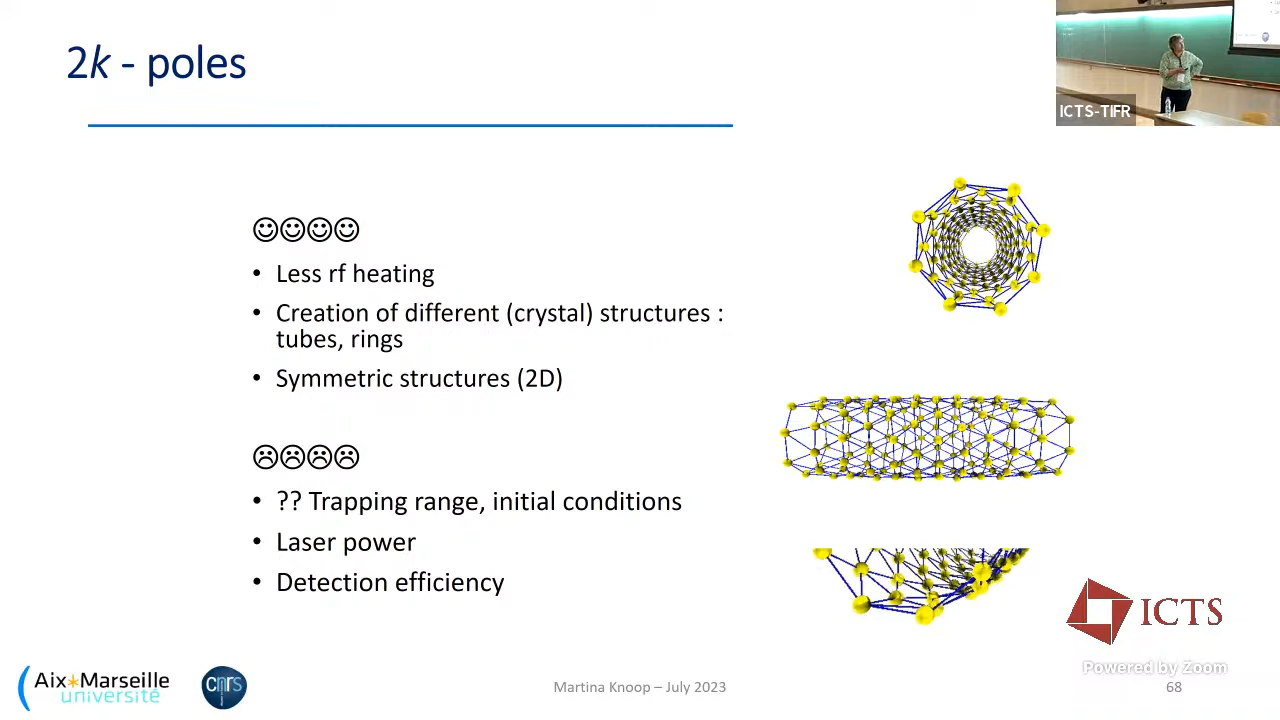 2k - poles
ICTS-TIFR
☺☺☺☺
• Less rf heating
• Creation of different (crystal) structures :
tubes, rings
• Symmetric structures (2D)
☹☹☹☹
• ?? Trapping range, initial conditions
• Laser power
• Detection efficiency
ICTS
Powered by Zoom
Aix*Marseille
université
cnrs
Martina Knoop – July 2023
68